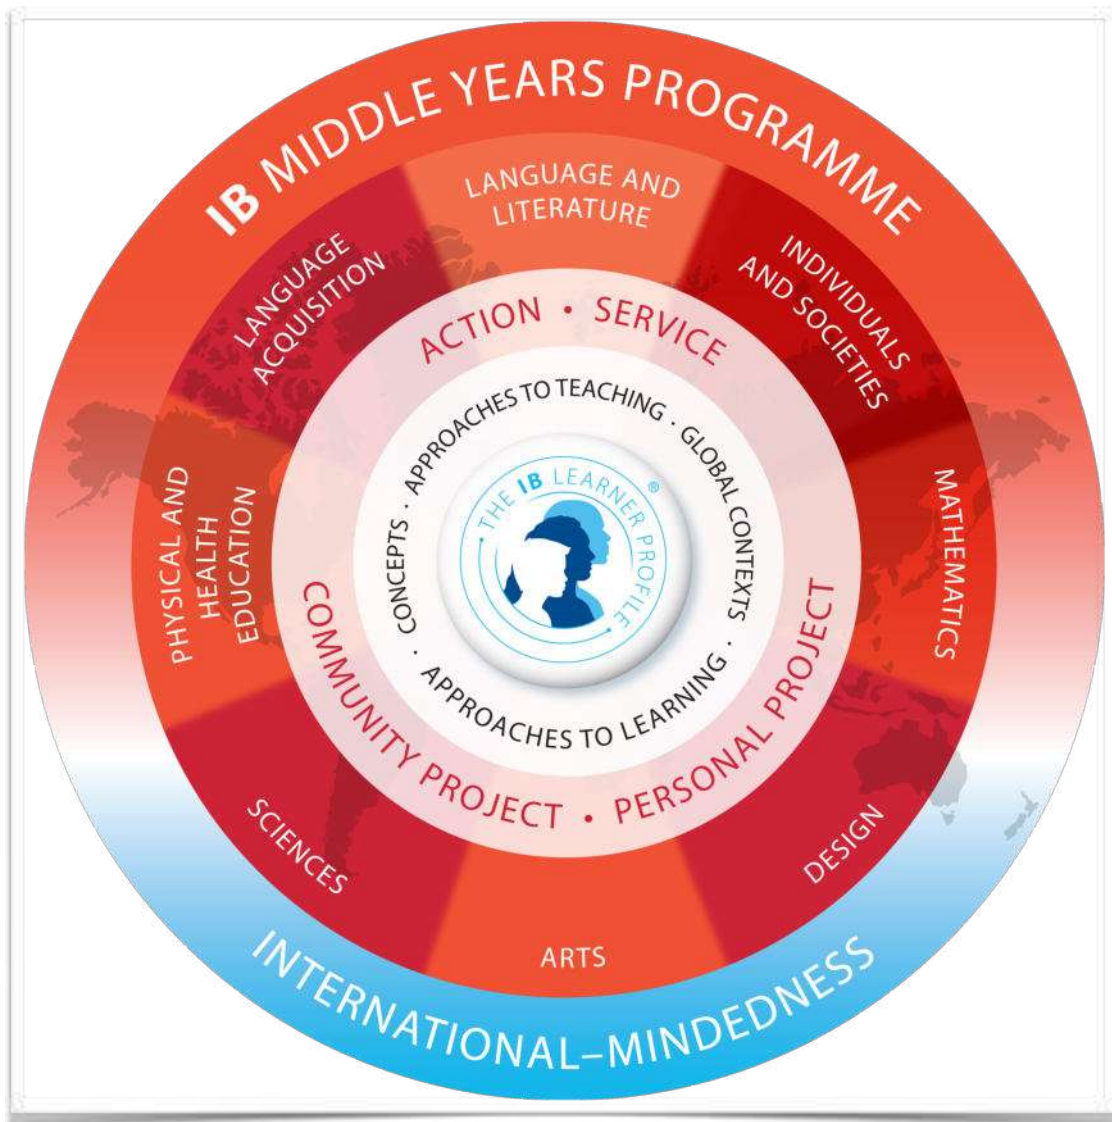 IB MIDDLE YEARS PROGRAMME
LANGUAGE AND
LITERATURE
INDIVIDUALS
AND SOCIETIES
MATHEMATICS
DESIGN
ARTS
SCIENCES
PHYSICAL AND
HEALTH
EDUCATION
LANGUAGE
ACQUISITION
ACTION • SERVICE
PERSONAL PROJECT •
COMMUNITY PROJECT
APPROACHES TO TEACHING · GLOBAL CONTEXTS ·
APPROACHES TO LEARNING · CONCEPTS ·
• THE IB LEARNER PROFILE • ®
INTERNATIONAL–MINDEDNESS